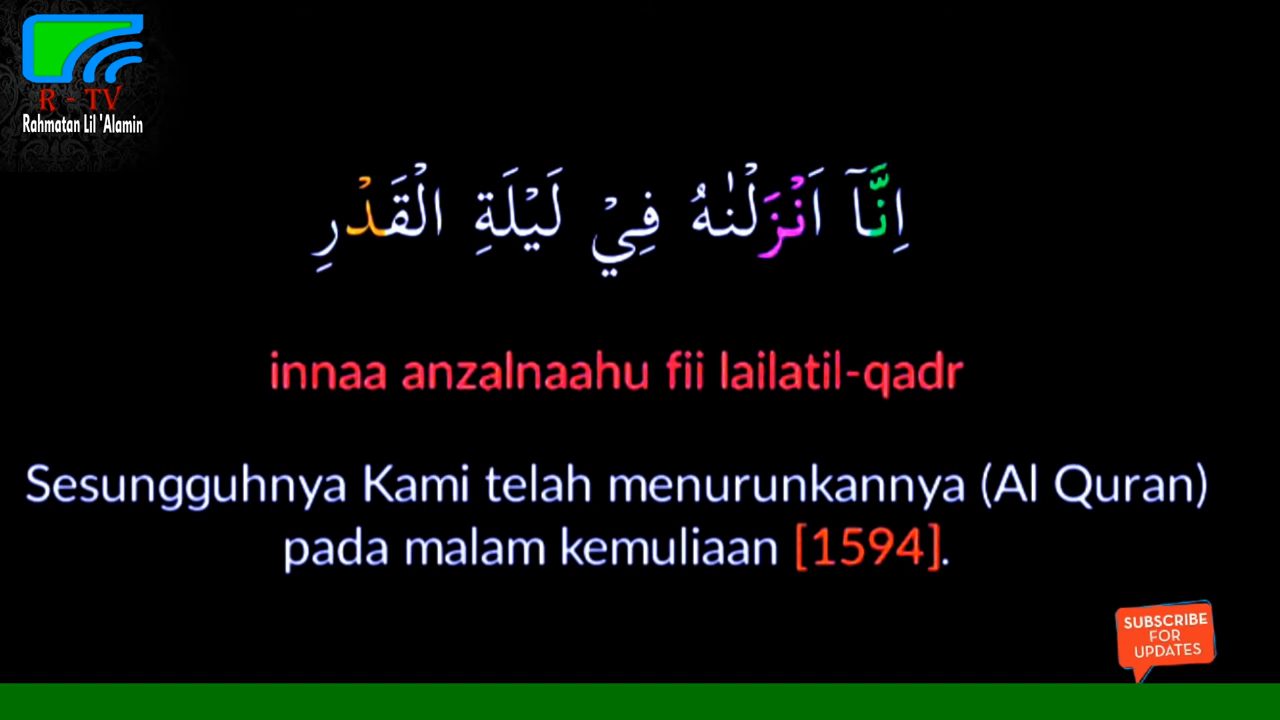 R - TV
Rahmatan Lil 'Alamin
اِنَّآ اَنْزَلْنٰهُ فِيْ لَيْلَةِ الْقَدْرِ
innaa anzalnaahu fii lailatil-qadr
Sesungguhnya Kami telah menurunkannya (Al Quran)
pada malam kemuliaan [1594].
SUBSCRIBE
FOR
UPDATES